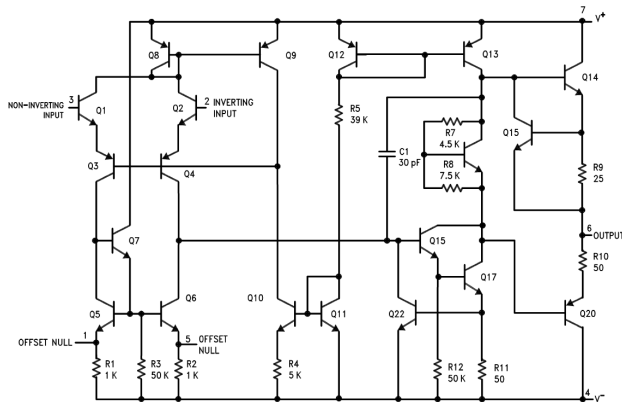 7
V+
Q8
Q9
Q12
Q13
Q14
3
NON-INVERTING
INPUT
Q1
Q2
2 INVERTING
INPUT
R5
39 K
Q15
R7
4.5 K
C1
30 pF
R8
7.5 K
R9
25
Q3
Q4
6
OUTPUT
Q7
Q15
R10
50
Q17
Q5
Q6
Q10
Q11
Q22
Q20
1
OFFSET NULL
5 OFFSET
NULL
R1
1 K
R3
50 K
R2
1 K
R4
5 K
R12
50 K
R11
50
4
V-